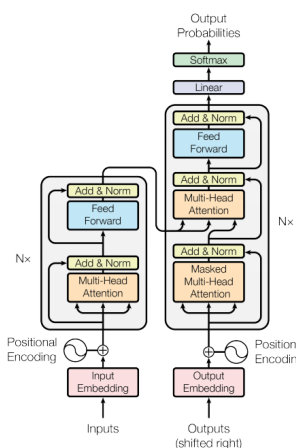 Output
Probabilities
Softmax
Linear
Add & Norm
Feed
Forward
Add & Norm
Multi-Head
Attention
Add & Norm
Masked
Multi-Head
Attention
N×
Add & Norm
Feed
Forward
N×
Add & Norm
Multi-Head
Attention
Positional
Encoding
Position
Encodin
Input
Embedding
Output
Embedding
Inputs
Outputs
(shifted right)